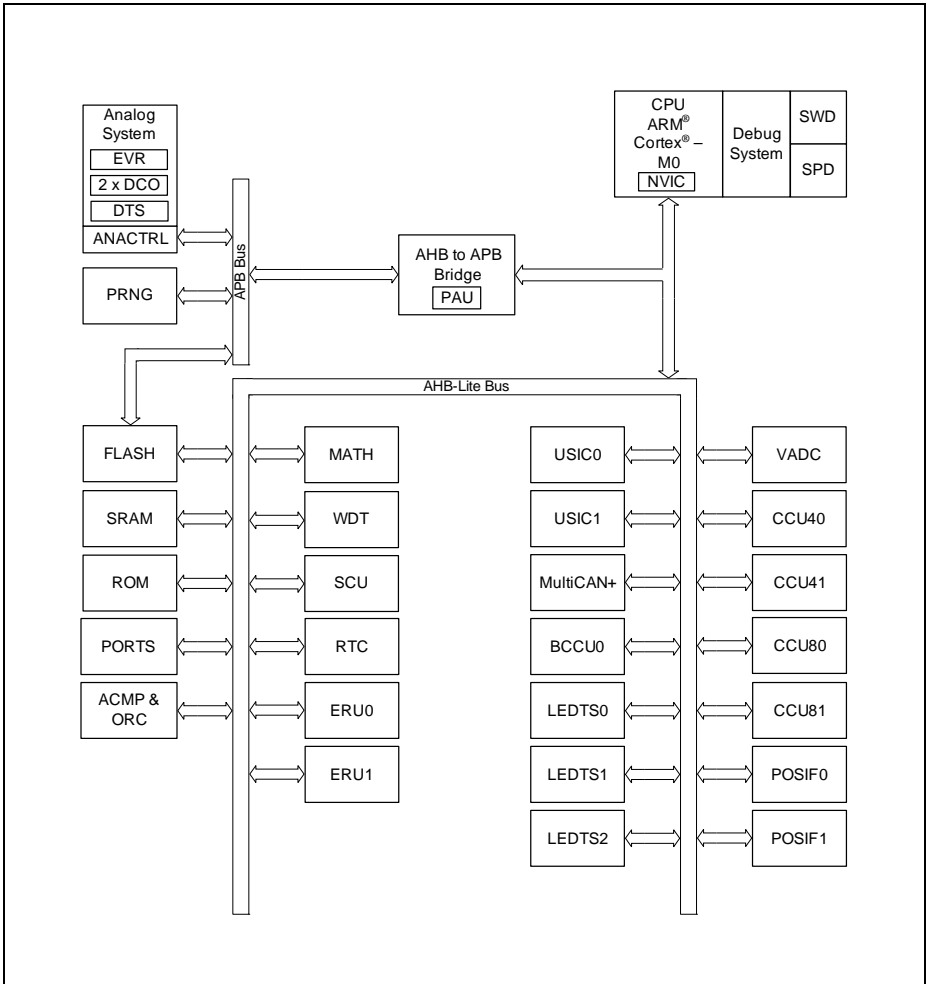 Analog
System
EVR
2 x DCO
DTS
ANACTRL
PRNG
APB Bus
AHB to APB
Bridge
PAU
CPU
ARM®
Cortex® –
M0
NVIC
Debug
System
SWD
SPD
AHB-Lite Bus
FLASH
SRAM
ROM
PORTS
ACMP &
ORC
MATH
WDT
SCU
RTC
ERU0
ERU1
USIC0
USIC1
MultiCAN+
BCCU0
LEDTS0
LEDTS1
LEDTS2
VADC
CCU40
CCU41
CCU80
CCU81
POSIF0
POSIF1